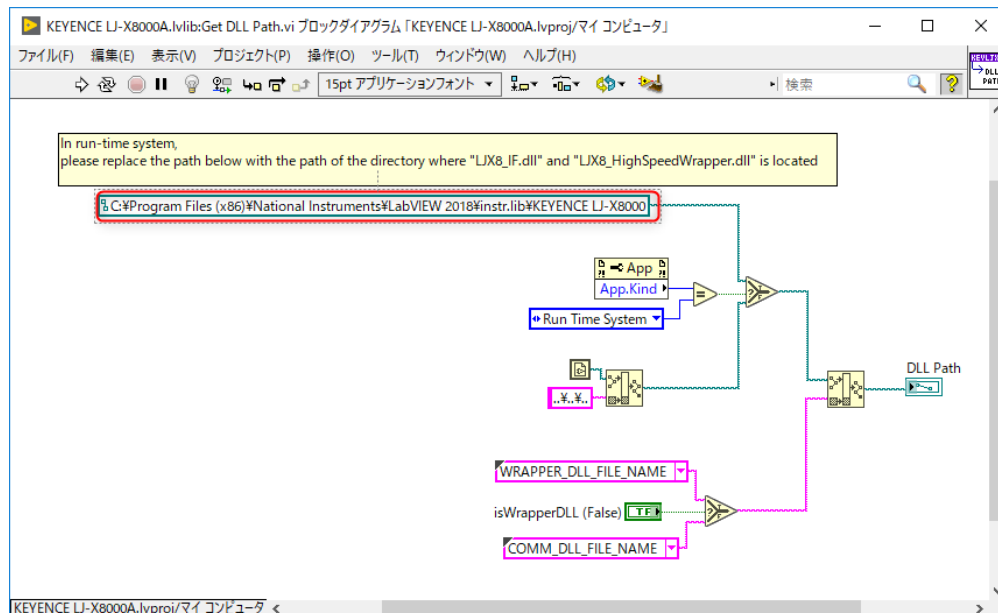 KEYENCE LJ-X8000A.lvlib:Get DLL Path.vi ブロックダイアグラム「KEYENCE LJ-X8000A.lvproj/マイ コンピュータ」
ファイル(F) 編集(E) 表示(V) プロジェクト(P) 操作(O) ツール(T) ウィンドウ(W) ヘルプ(H)
15pt アプリケーションフォント 検索
DLL
PATH
In run-time system,
please replace the path below with the path of the directory where "LJX8_IF.dll" and "LJX8_HighSpeedWrapper.dll" is located
C:¥Program Files (x86)¥National Instruments¥LabVIEW 2018¥instr.lib¥KEYENCE LJ-X8000
App
App.Kind
=
Run Time System
?
T
F
..¥..¥..
DLL Path
WRAPPER_DLL_FILE_NAME
isWrapperDLL (False) TF
?
T
F
COMM_DLL_FILE_NAME
KEYENCE LJ-X8000A.lvproj/マイ コンピュータ